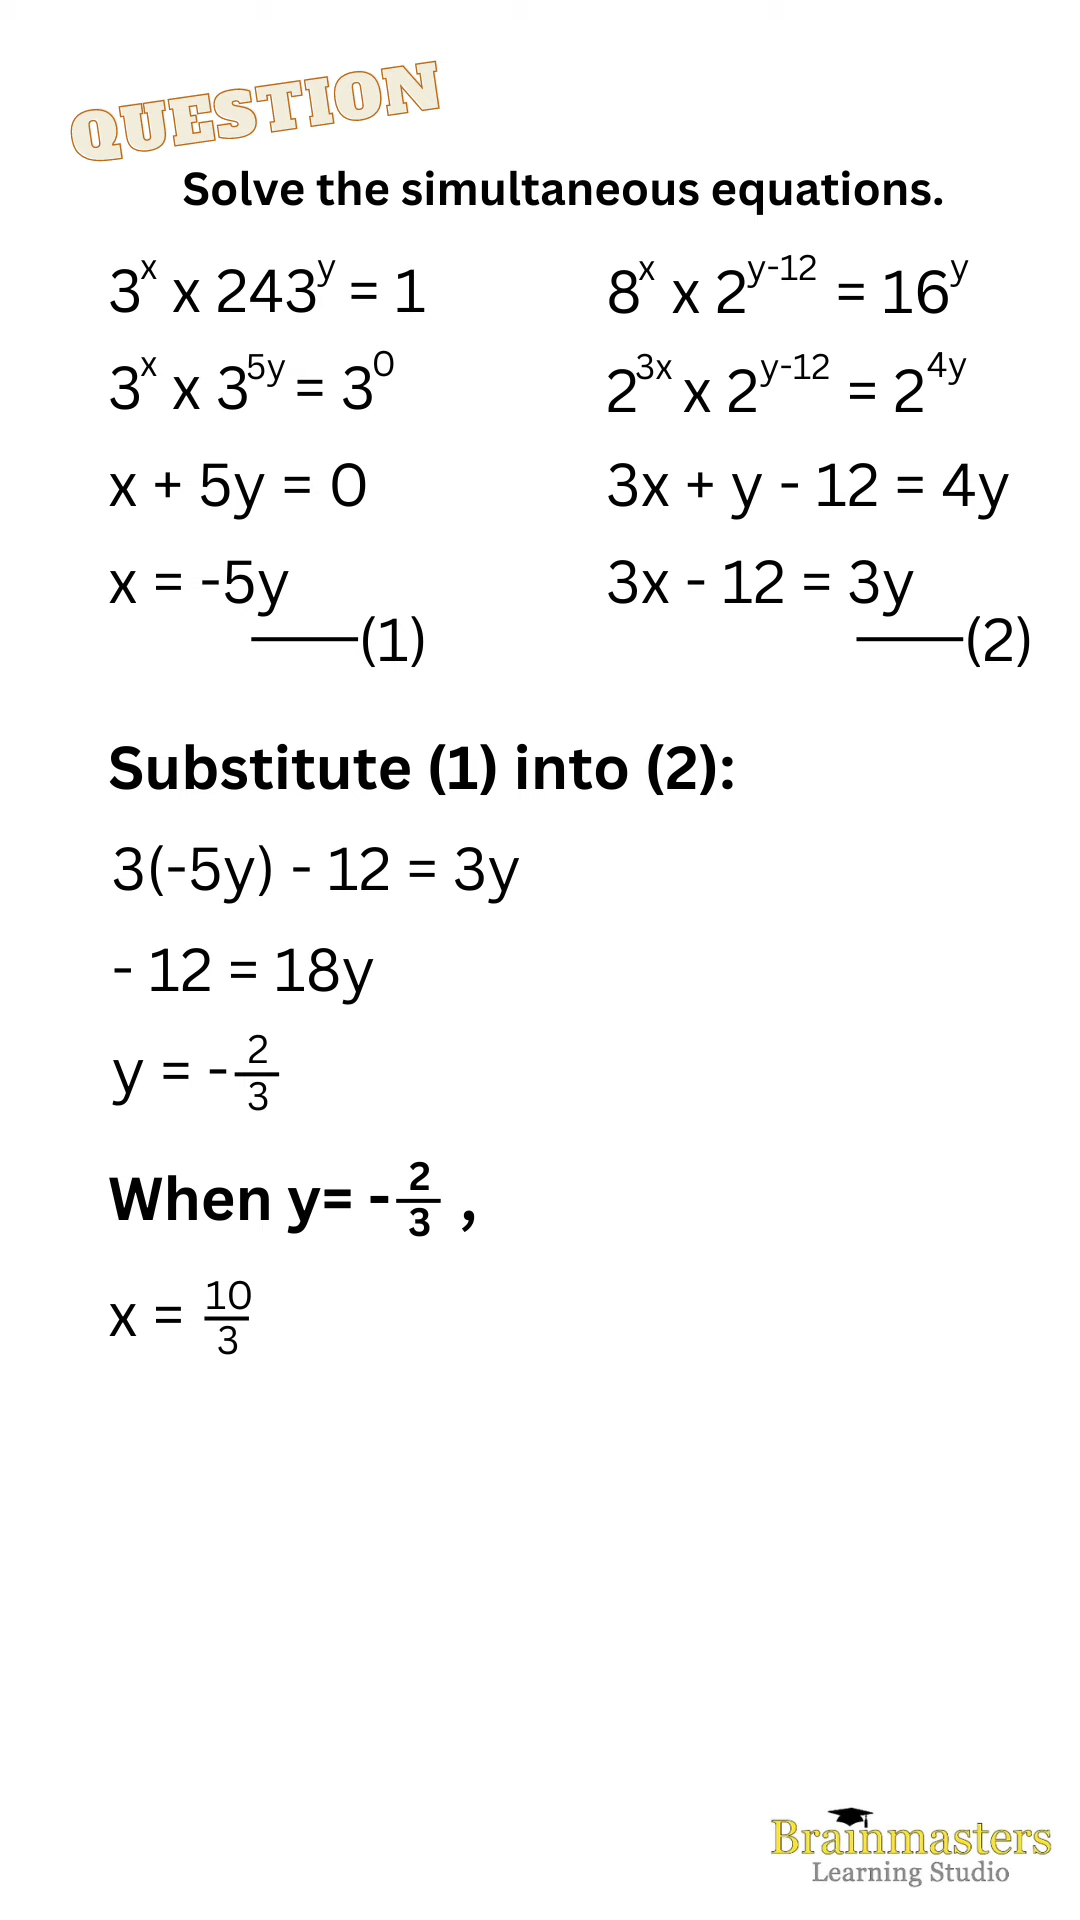 QUESTION
Solve the simultaneous equations.
3^x x 243^y = 1
8^x x 2^{y-12} = 16^y
3^x x 3^{5y} = 3^0
2^{3x} x 2^{y-12} = 2^{4y}
x + 5y = 0
3x + y - 12 = 4y
x = -5y
3x - 12 = 3y
——(1)
——(2)
Substitute (1) into (2):
3(-5y) - 12 = 3y
- 12 = 18y
y = -2/3
When y= -2/3 ,
x = 10/3
Brainmasters
Learning Studio